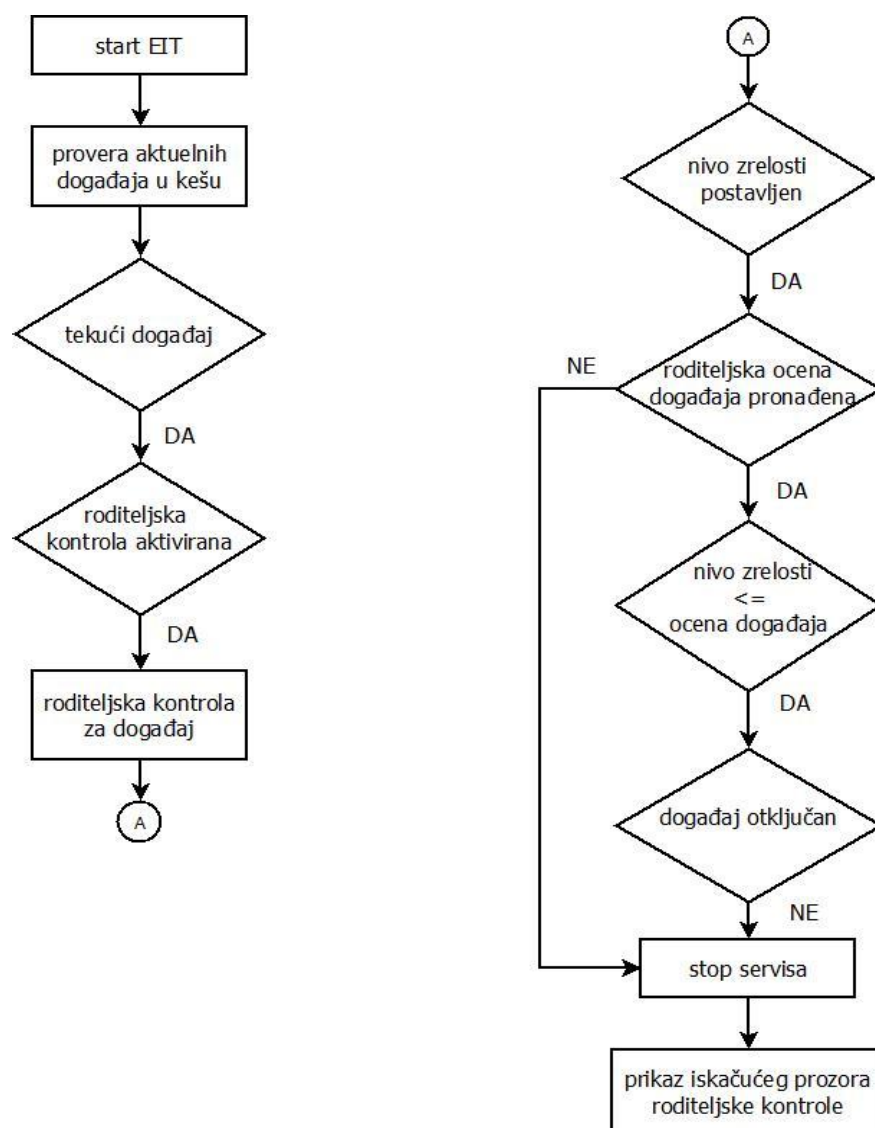 start EIT
provera aktuelnih
događaja u kešu
tekući događaj
DA
roditeljska
kontrola aktivirana
DA
roditeljska kontrola
za događaj
A
A
nivo zrelosti
postavljen
DA
NE
roditeljska ocena
događaja pronađena
DA
nivo zrelosti
<=
ocena događaja
DA
događaj otključan
NE
stop servisa
prikaz iskačućeg prozora
roditeljske kontrole